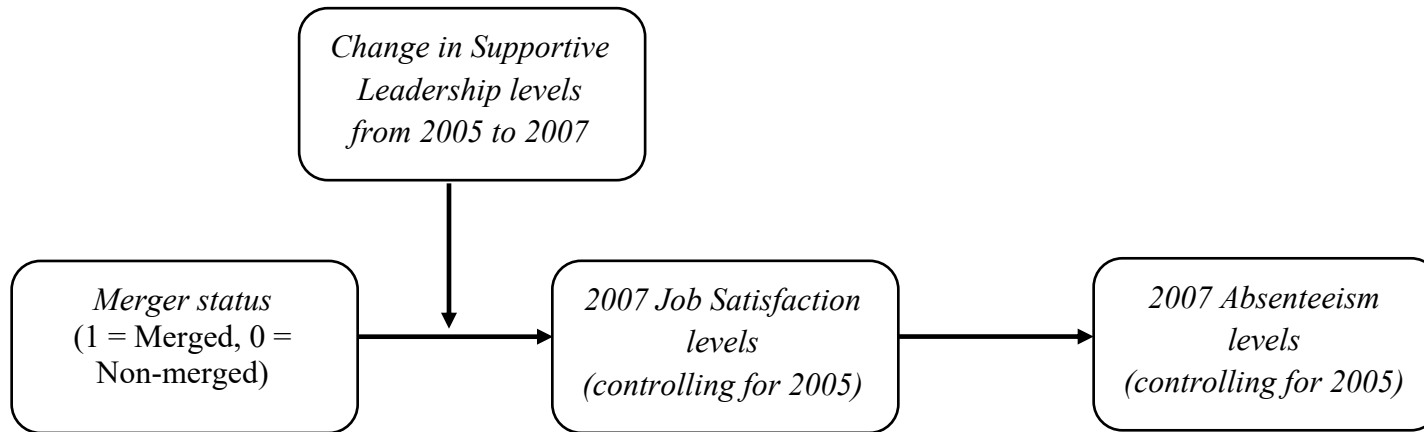 Change in Supportive
Leadership levels
from 2005 to 2007
Merger status
(1 = Merged, 0 =
Non-merged)
2007 Job Satisfaction
levels
(controlling for 2005)
2007 Absenteeism
levels
(controlling for 2005)